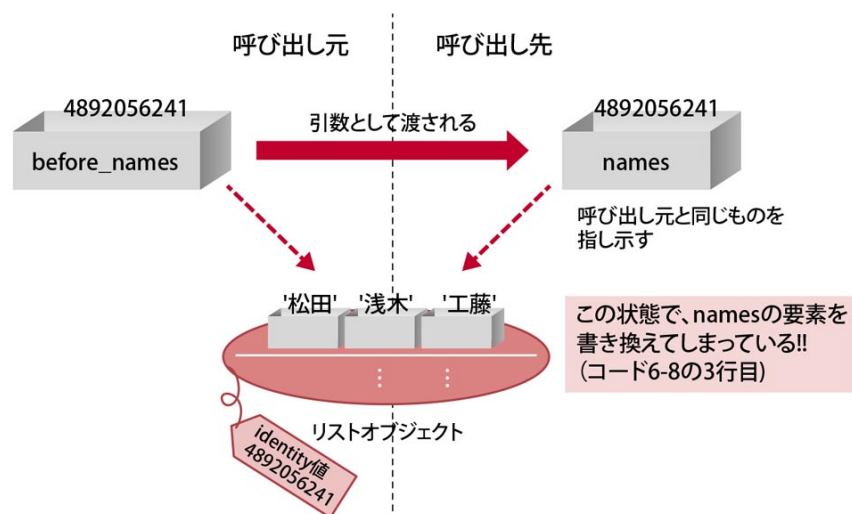 呼び出し元
呼び出し先
4892056241
before_names
引数として渡される
4892056241
names
呼び出し元と同じものを
指し示す
'松田'
'浅木'
'工藤'
この状態で、namesの要素を
書き換えてしまっている!!
(コード6-8の3行目)
リストオブジェクト
identity値
4892056241